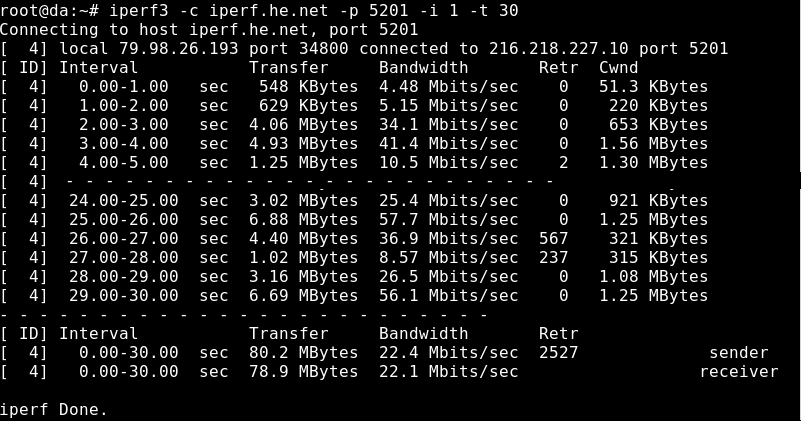 root@da:~# iperf3 -c iperf.he.net -p 5201 -i 1 -t 30
Connecting to host iperf.he.net, port 5201
[  4] local 79.98.26.193 port 34800 connected to 216.218.227.10 port 5201
[ ID] Interval           Transfer     Bandwidth       Retr  Cwnd
[  4]   0.00-1.00   sec   548 KBytes  4.48 Mbits/sec    0   51.3 KBytes
[  4]   1.00-2.00   sec   629 KBytes  5.15 Mbits/sec    0    220 KBytes
[  4]   2.00-3.00   sec  4.06 MBytes  34.1 Mbits/sec    0    653 KBytes
[  4]   3.00-4.00   sec  4.93 MBytes  41.4 Mbits/sec    0   1.56 MBytes
[  4]   4.00-5.00   sec  1.25 MBytes  10.5 Mbits/sec    2   1.30 MBytes
[  4]  - - - - - - - - - - - - - - - - - - - - - - - - - - - - -
[  4]  24.00-25.00  sec  3.02 MBytes  25.4 Mbits/sec    0    921 KBytes
[  4]  25.00-26.00  sec  6.88 MBytes  57.7 Mbits/sec    0   1.25 MBytes
[  4]  26.00-27.00  sec  4.40 MBytes  36.9 Mbits/sec  567    321 KBytes
[  4]  27.00-28.00  sec  1.02 MBytes  8.57 Mbits/sec  237    315 KBytes
[  4]  28.00-29.00  sec  3.16 MBytes  26.5 Mbits/sec    0   1.08 MBytes
[  4]  29.00-30.00  sec  6.69 MBytes  56.1 Mbits/sec    0   1.25 MBytes
- - - - - - - - - - - - - - - - - - - - - - - - -
[ ID] Interval           Transfer     Bandwidth       Retr
[  4]   0.00-30.00  sec  80.2 MBytes  22.4 Mbits/sec  2527             sender
[  4]   0.00-30.00  sec  78.9 MBytes  22.1 Mbits/sec                  receiver
iperf Done.